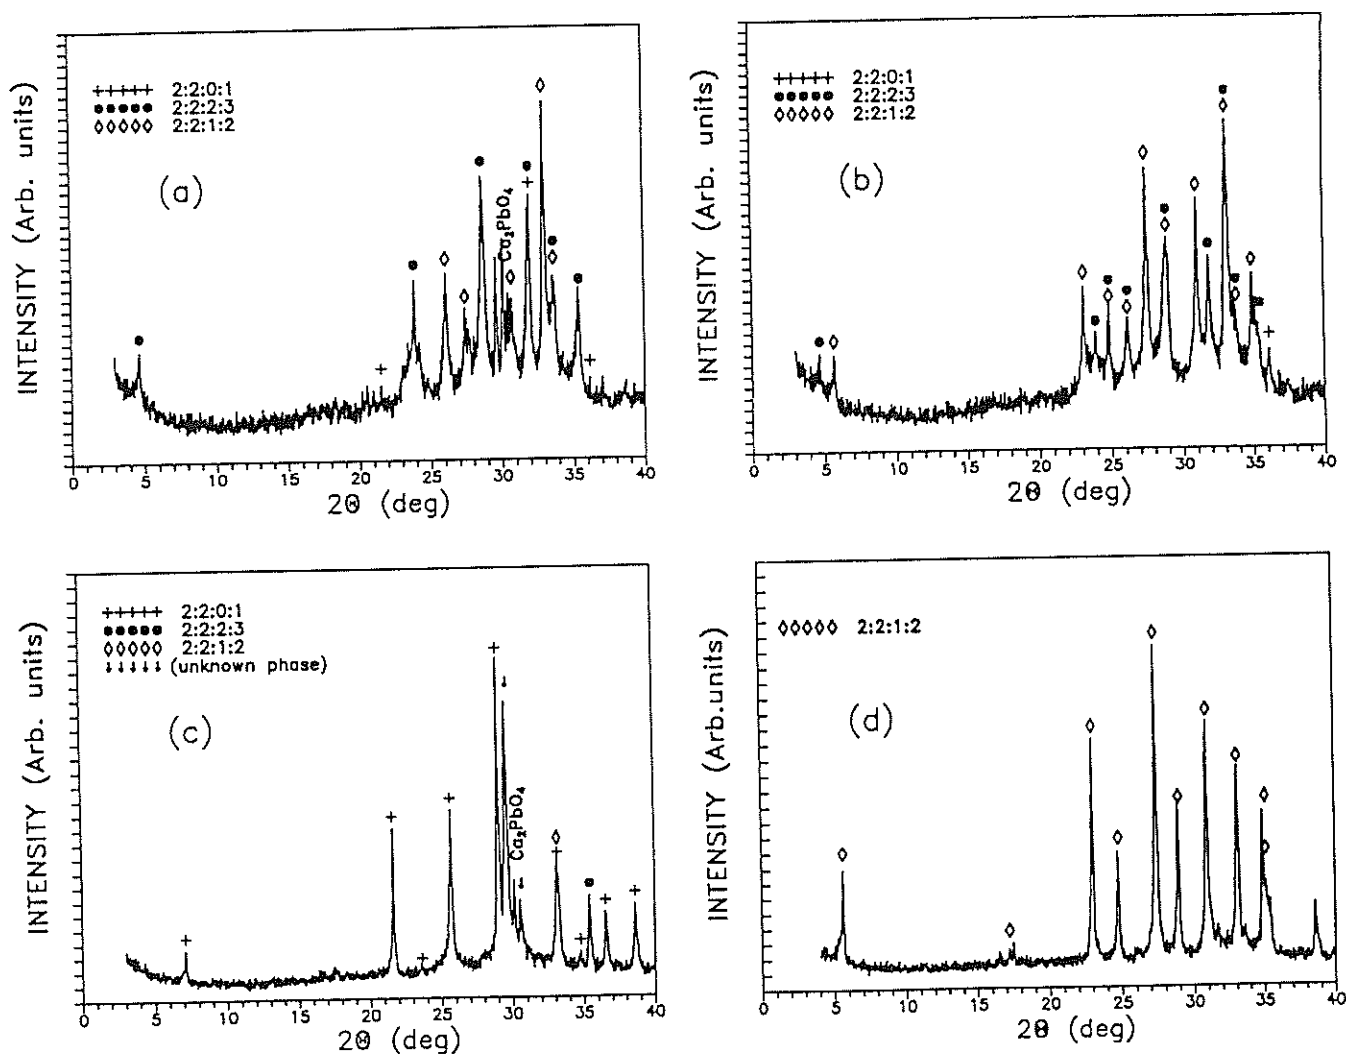 INTENSITY (Arb. units)
+++++ 2:2:0:1
●●●●● 2:2:2:3
◇◇◇◇◇ 2:2:1:2
(a)
Ca₂PbO₄
0 5 10 15 20 25 30 35 40
2Θ (deg)
INTENSITY (Arb. units)
+++++ 2:2:0:1
●●●●● 2:2:2:3
◇◇◇◇◇ 2:2:1:2
(b)
0 5 10 15 20 25 30 35 40
2Θ (deg)
INTENSITY (Arb. units)
+++++ 2:2:0:1
●●●●● 2:2:2:3
◇◇◇◇◇ 2:2:1:2
↓↓↓↓↓ (unknown phase)
(c)
Ca₂PbO₄
0 5 10 15 20 25 30 35 40
2Θ (deg)
INTENSITY (Arb.units)
◇◇◇◇◇ 2:2:1:2
(d)
0 5 10 15 20 25 30 35 40
2Θ (deg)